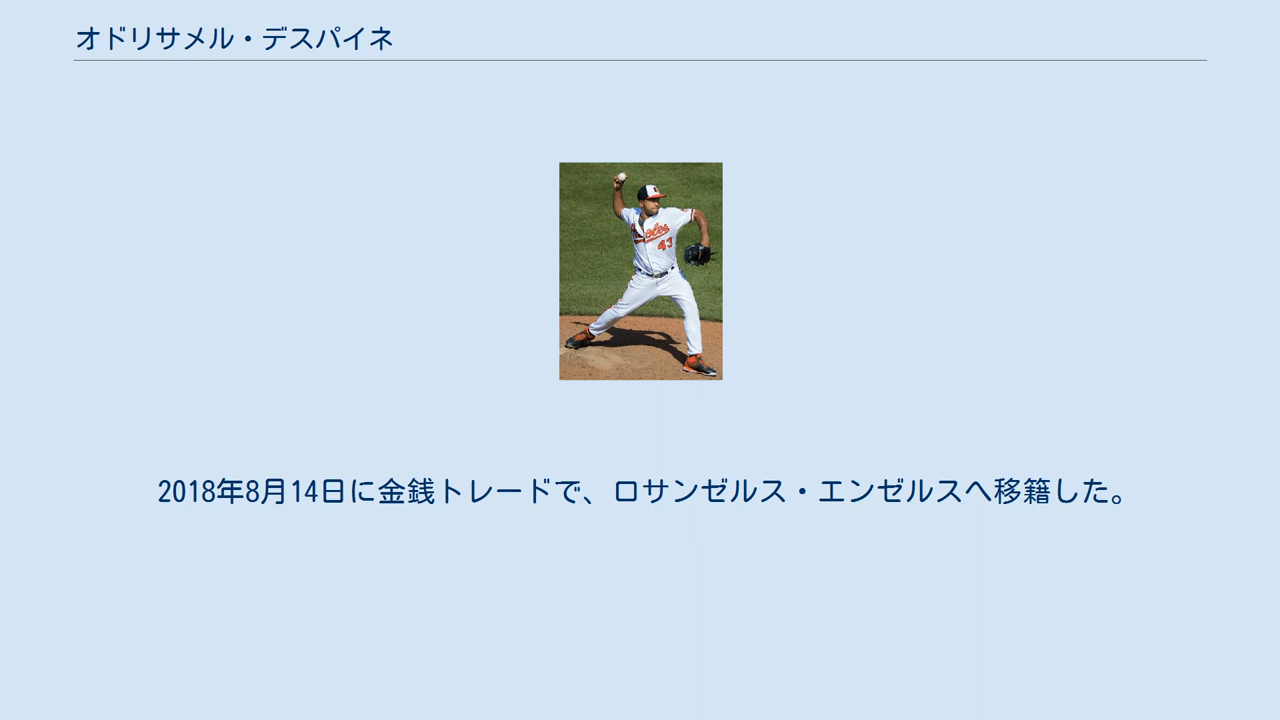 オドリサメル・デスパイネ
43
2018年8月14日に金銭トレードで、ロサンゼルス・エンゼルスへ移籍した。